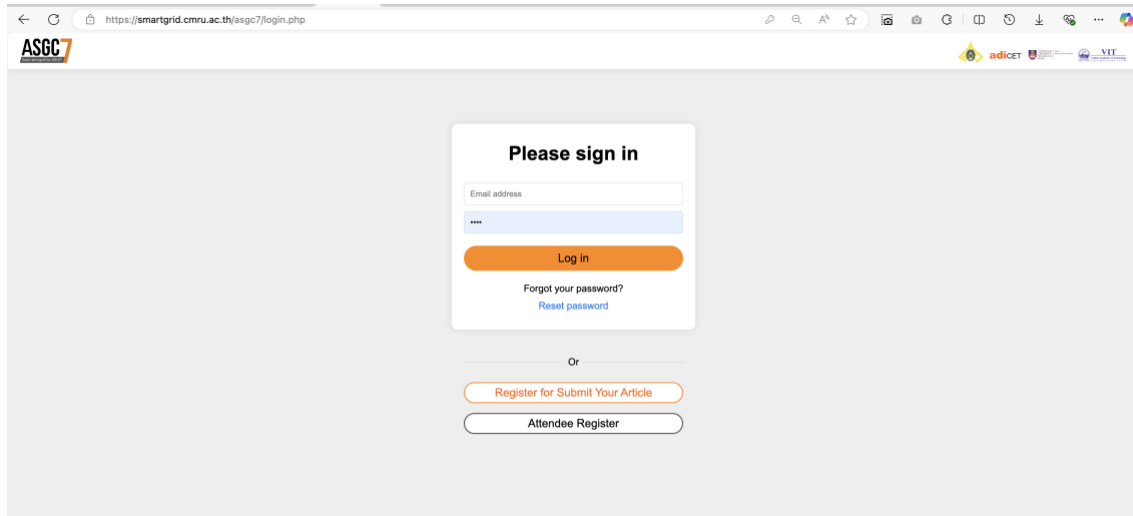 https://smartgrid.cmru.ac.th/asgc7/login.php
ASGC7
adiCET
VIT
Please sign in
Email address
••••
Log in
Forgot your password?
Reset password
Or
Register for Submit Your Article
Attendee Register